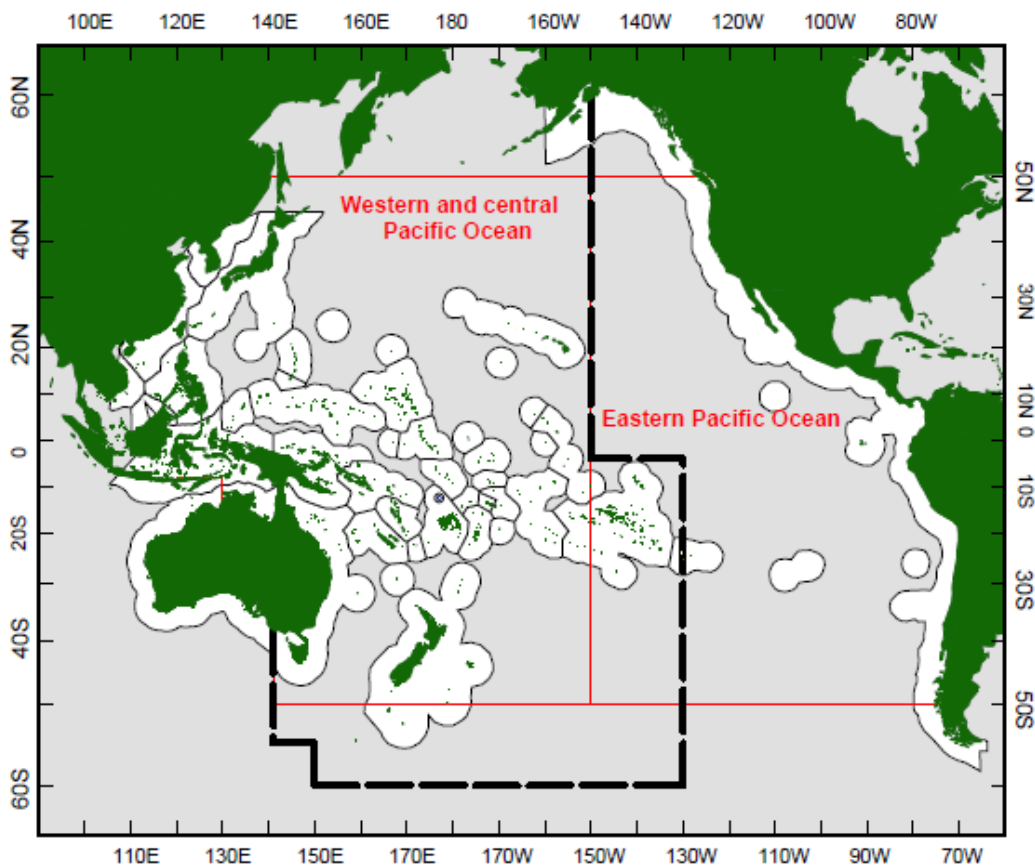 100E 120E 140E 160E 180 160W 140W 120W 100W 80W
60N
50N
Western and central
Pacific Ocean
40N
30N
20N
10N
Eastern Pacific Ocean
0
0
10S
20S
30S
40S
50S
60S
110E 130E 150E 170E 170W 150W 130W 110W 90W 70W